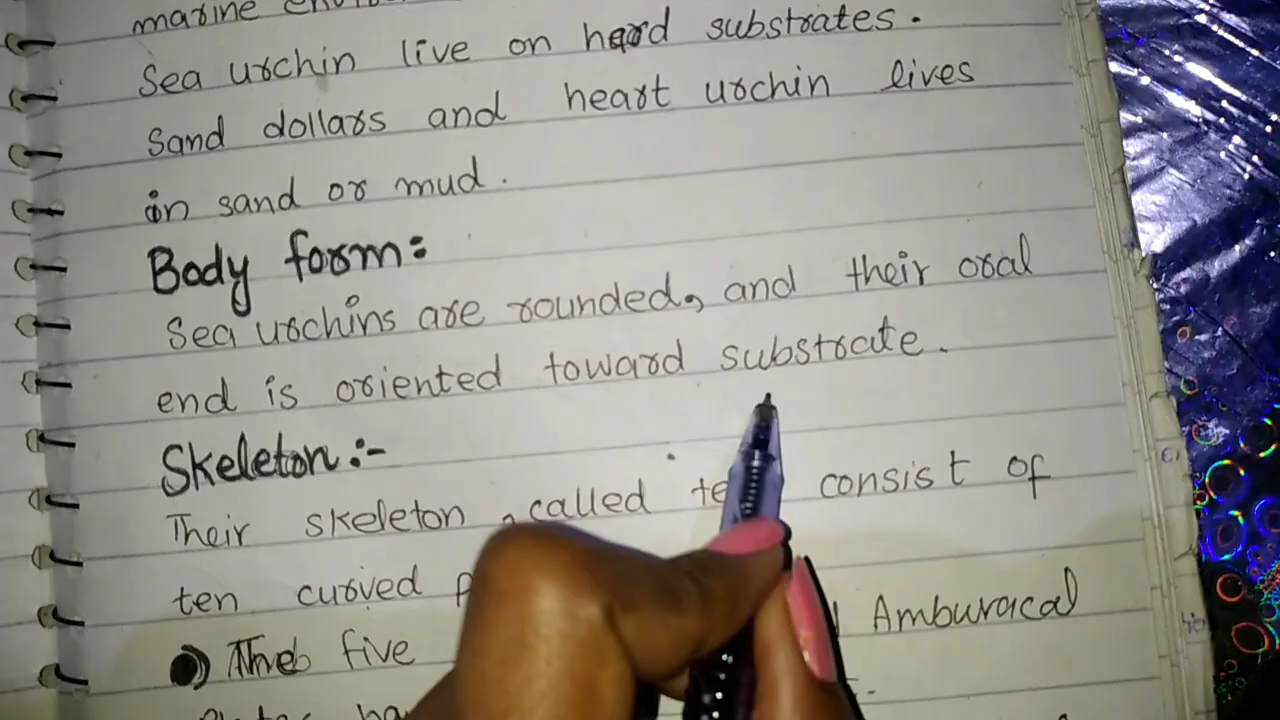 marine
Sea urchin live on hard substrates.
Sand dollars and heart urchin lives
in sand or mud.
Body form:
Sea urchins are rounded, and their oral
end is oriented toward substrate.
Skeleton:-
Their skeleton, called consist of
ten curved Amburacal
The five